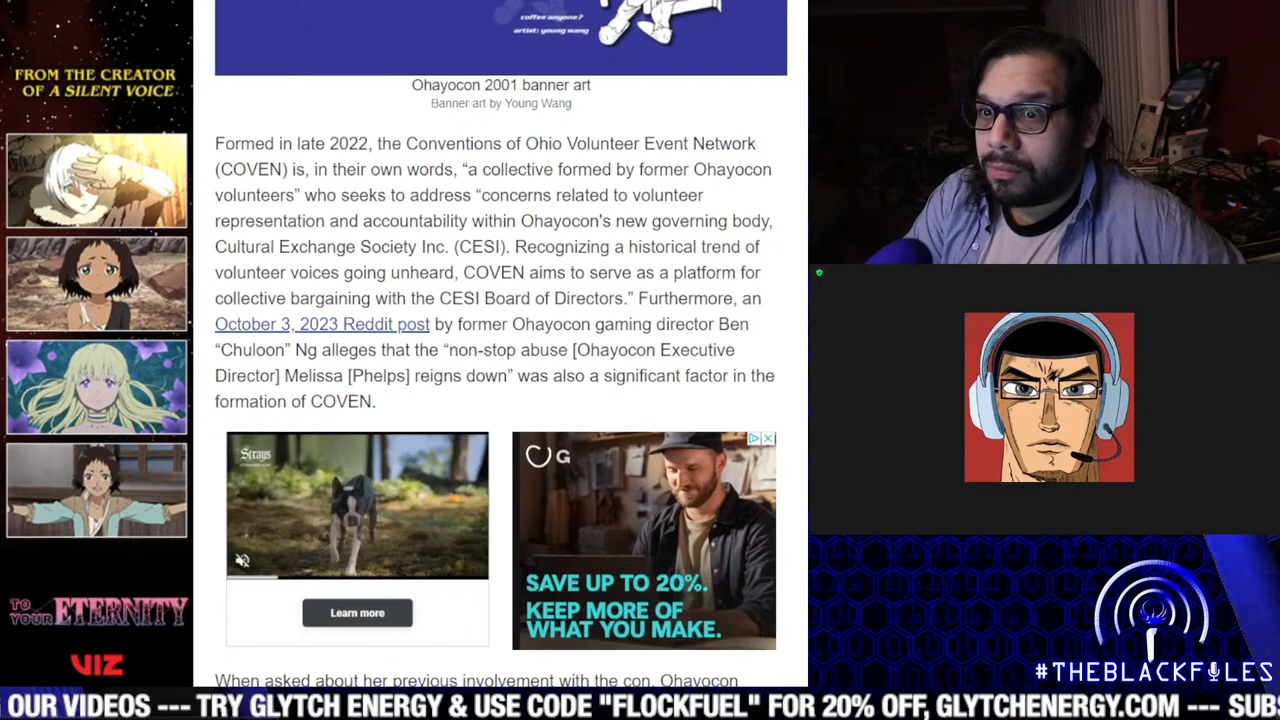 coffee anyone?
artist: young wang
FROM THE CREATOR
OF A SILENT VOICE
TO YOUR ETERNITY
VIZ
Ohayocon 2001 banner art
Banner art by Young Wang
Formed in late 2022, the Conventions of Ohio Volunteer Event Network
(COVEN) is, in their own words, “a collective formed by former Ohayocon
volunteers” who seeks to address “concerns related to volunteer
representation and accountability within Ohayocon's new governing body,
Cultural Exchange Society Inc. (CESI). Recognizing a historical trend of
volunteer voices going unheard, COVEN aims to serve as a platform for
collective bargaining with the CESI Board of Directors.” Furthermore, an
October 3, 2023 Reddit post by former Ohayocon gaming director Ben
“Chuloon” Ng alleges that the “non-stop abuse [Ohayocon Executive
Director] Melissa [Phelps] reigns down” was also a significant factor in the
formation of COVEN.
Strays
Learn more
G
SAVE UP TO 20%.
KEEP MORE OF
WHAT YOU MAKE.
When asked about her previous involvement with the con, Ohayocon
#THEBLACKFILES
OUR VIDEOS --- TRY GLYTCH ENERGY & USE CODE "FLOCKFUEL" FOR 20% OFF, GLYTCHENERGY.COM --- SUB